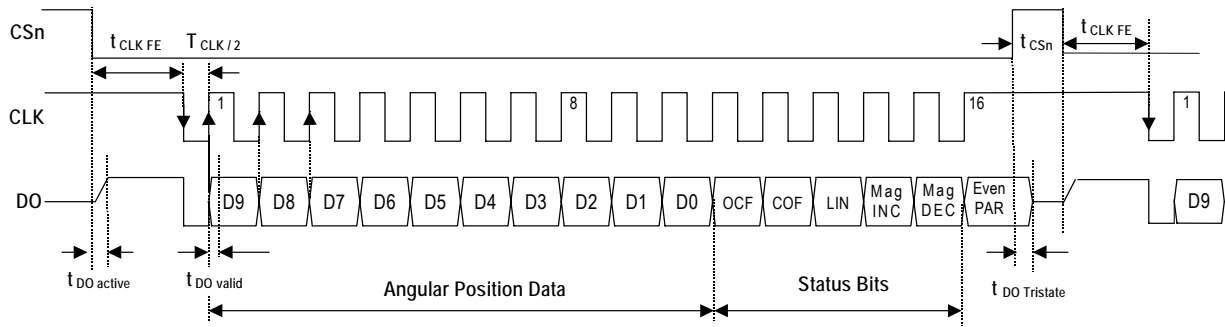 CSn
t CLK FE
T CLK / 2
t CSn
t CLK FE
CLK
1
8
16
1
DO
D9
D8
D7
D6
D5
D4
D3
D2
D1
D0
OCF
COF
LIN
Mag
INC
Mag
DEC
Even
PAR
D9
t DO active
t DO valid
Angular Position Data
Status Bits
t DO Tristate